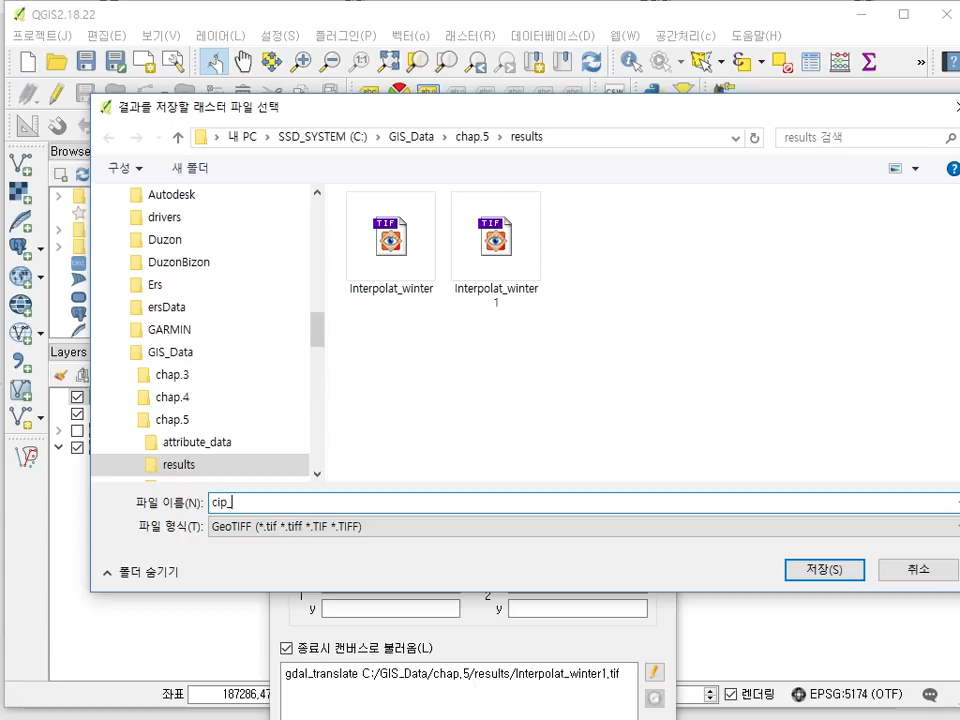 QGIS2.18.22
프로젝트(J) 편집(E) 보기(V) 레이어(L) 설정(S) 플러그인(P) 벡터(o) 래스터(R) 데이터베이스(D) 웹(W) 공간처리(c) 도움말(H)
결과를 저장할 래스터 파일 선택
내 PC > SSD_SYSTEM (C:) > GIS_Data > chap.5 > results
results 검색
Browse
구성 새 폴더
Autodesk
drivers
Duzon
DuzonBizon
Ers
ersData
GARMIN
GIS_Data
chap.3
chap.4
chap.5
attribute_data
results
Interpolat_winter
Interpolat_winter
1
Layers
파일 이름(N): cip_
파일 형식(T): GeoTIFF (*.tif *.tiff *.TIF *.TIFF)
폴더 숨기기
저장(S)
취소
1 2
y y
종료시 캔버스로 불러옴(L)
gdal_translate C:/GIS_Data/chap.5/results/Interpolat_winter1.tif
좌표 187286,47
렌더링 EPSG:5174 (OTF)